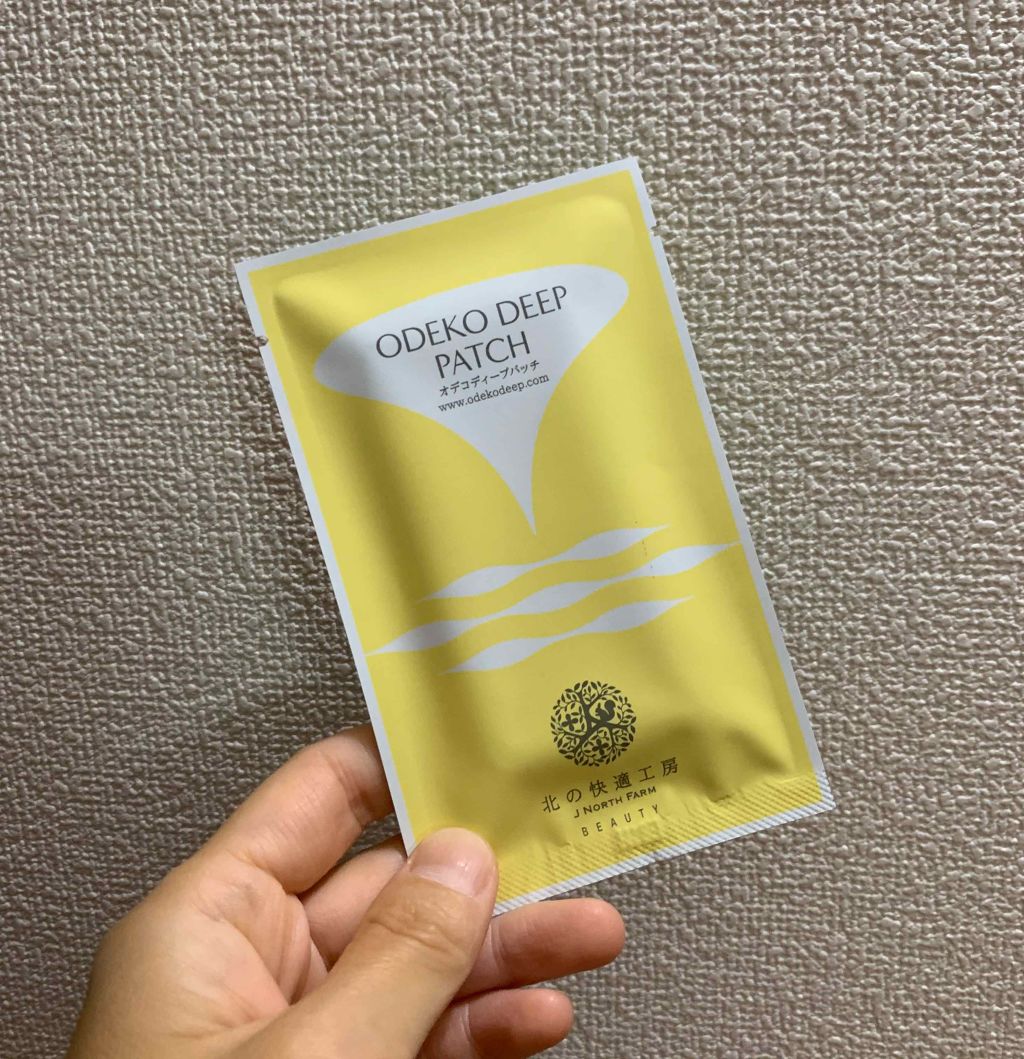 ODEKO DEEP
PATCH
オデコディープパッチ
www.odekodeep.com
北の快適工房
J NORTH FARM
BEAUTY